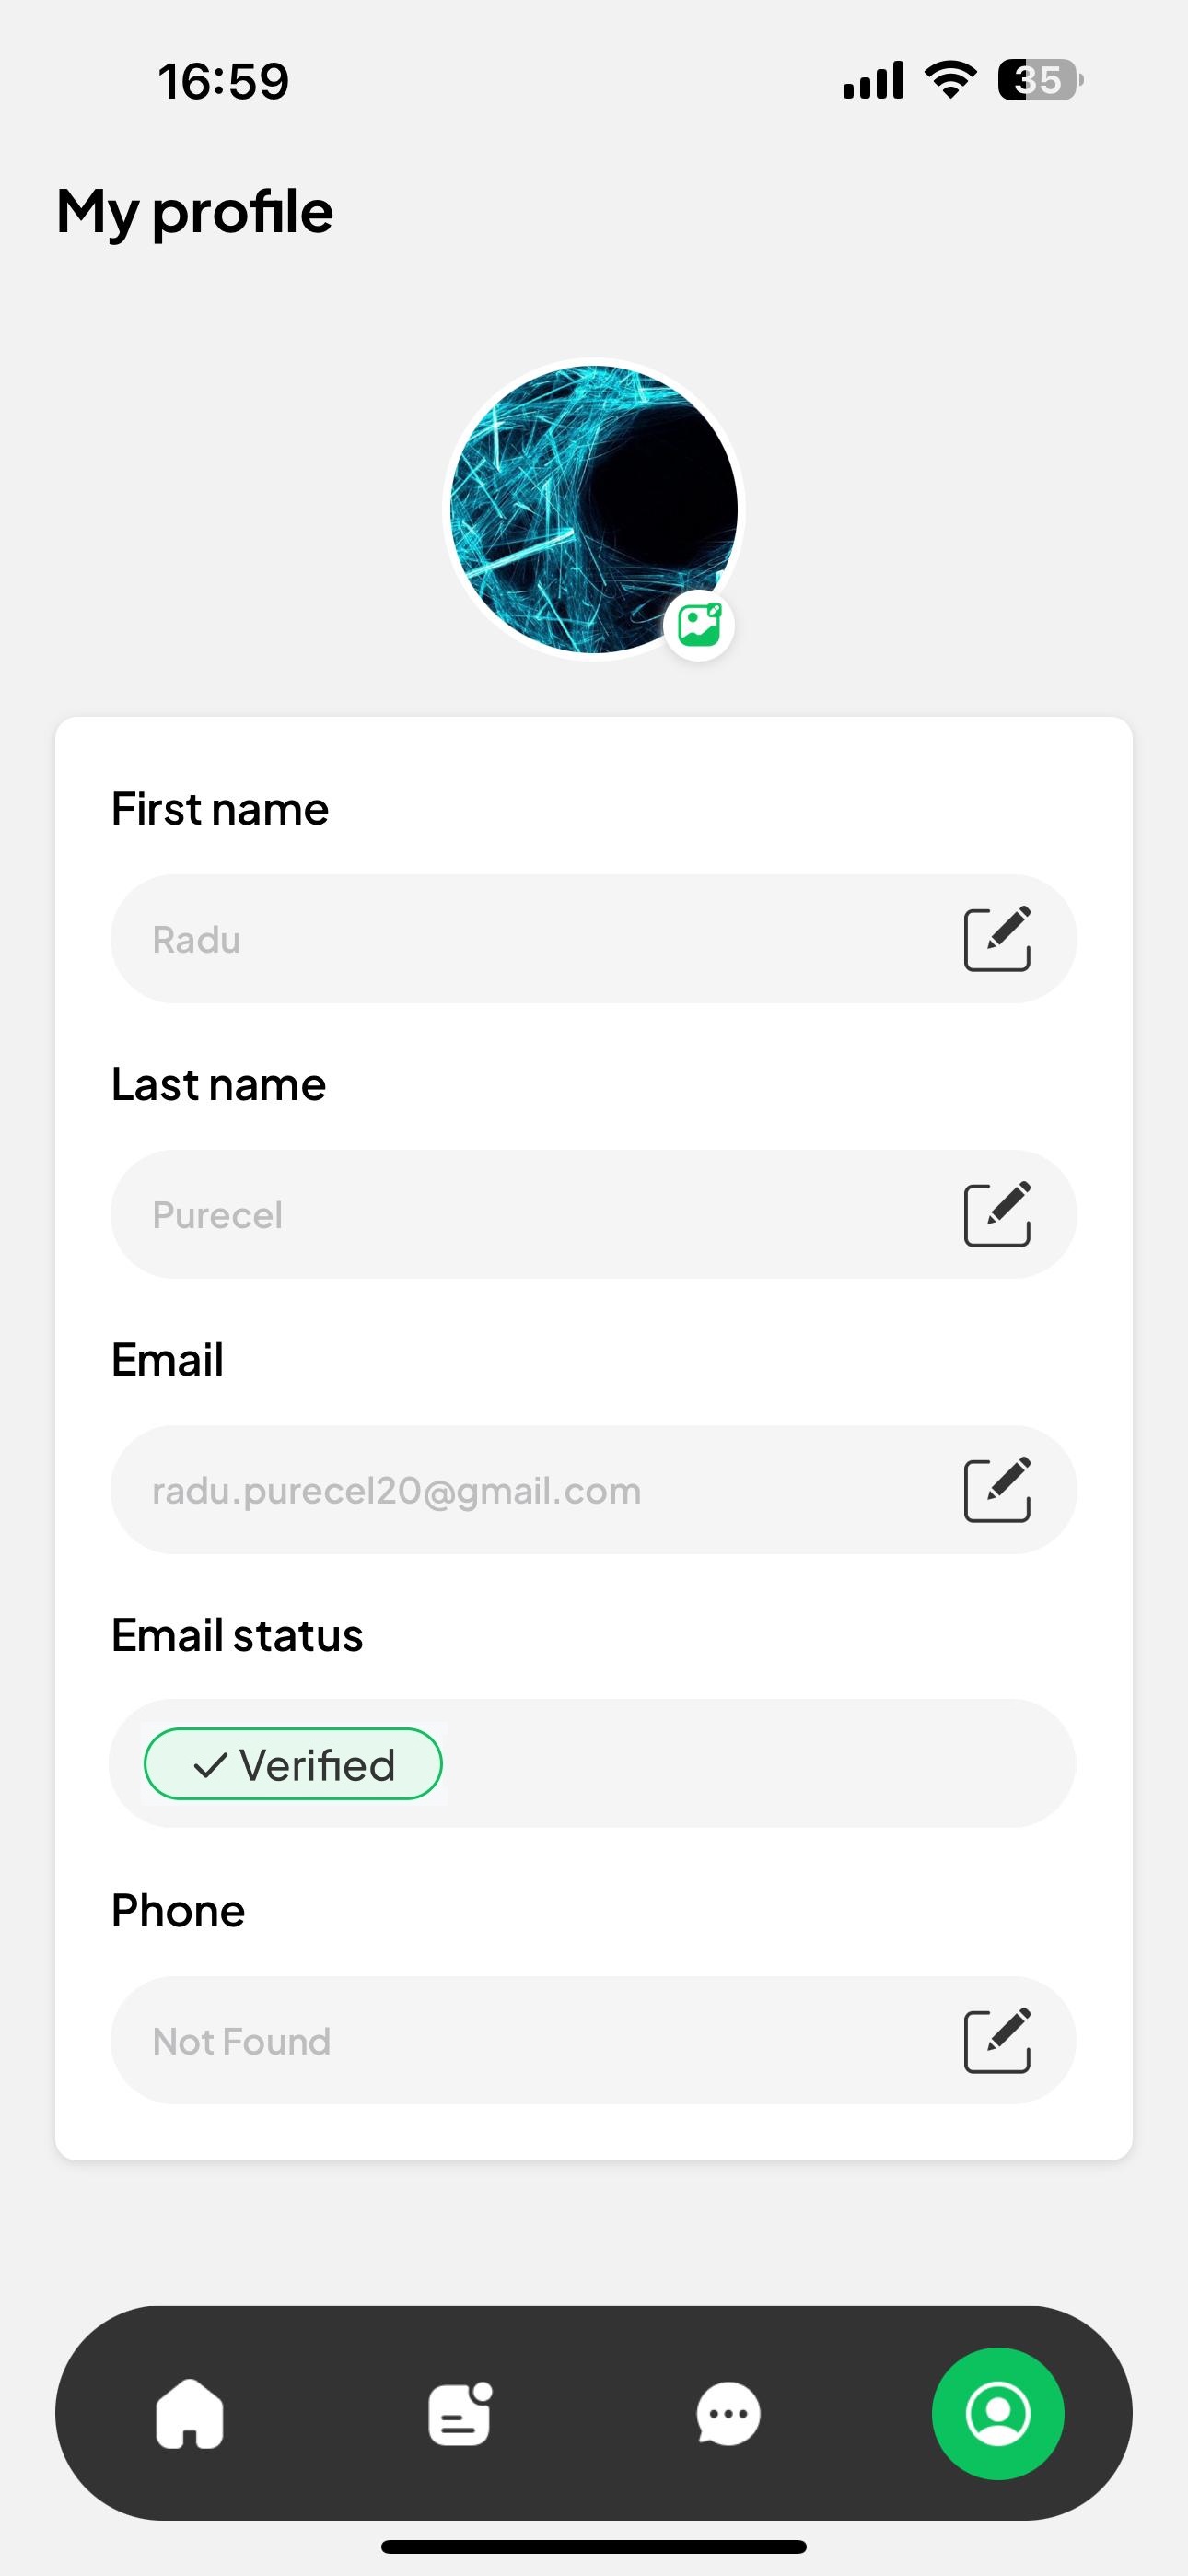 16:59
35
My profile
First name
Radu
Last name
Purecel
Email
radu.purecel20@gmail.com
Email status
Verified
Phone
Not Found